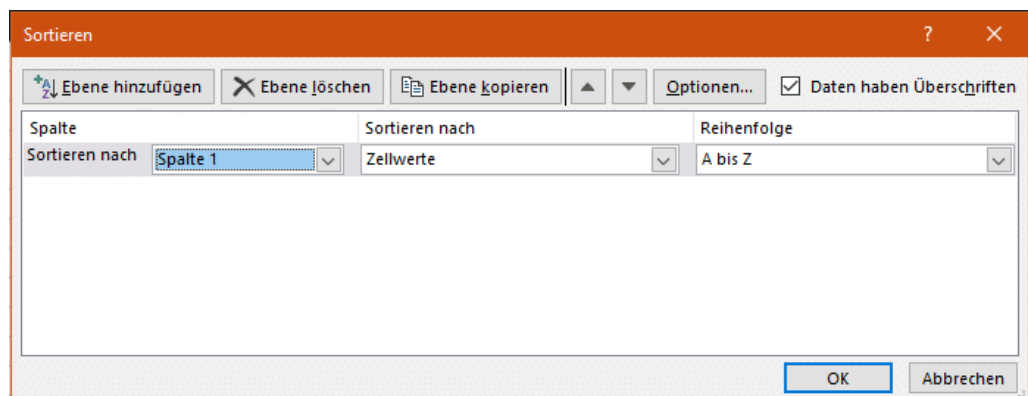 Sortieren ?
Ebene hinzufügen Ebene löschen Ebene kopieren Optionen... Daten haben Überschriften
Spalte Sortieren nach Reihenfolge
Sortieren nach Spalte 1 Zellwerte A bis Z
OK Abbrechen